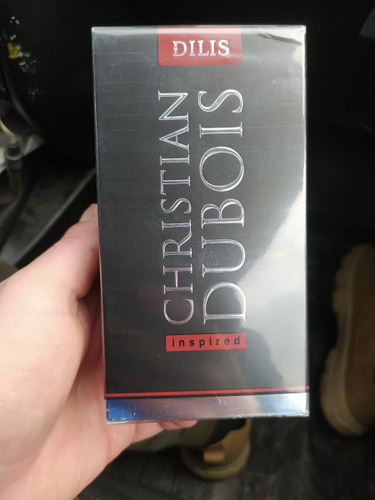 DILIS
CHRISTIAN
DUBOIS
inspired